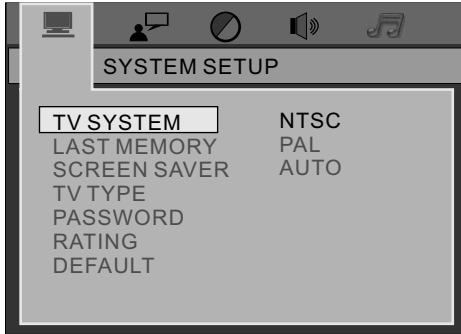 SYSTEM SETUP
TV SYSTEM NTSC
LAST MEMORY PAL
SCREEN SAVER AUTO
TV TYPE
PASSWORD
RATING
DEFAULT